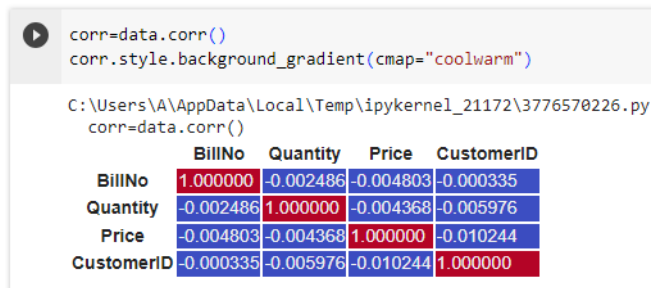 corr=data.corr()
corr.style.background_gradient(cmap="coolwarm")
C:\Users\A\AppData\Local\Temp\ipykernel_21172\3776570226.py
corr=data.corr()
BillNo Quantity Price CustomerID
BillNo 1.000000 -0.002486 -0.004803 -0.000335
Quantity -0.002486 1.000000 -0.004368 -0.005976
Price -0.004803 -0.004368 1.000000 -0.010244
CustomerID -0.000335 -0.005976 -0.010244 1.000000